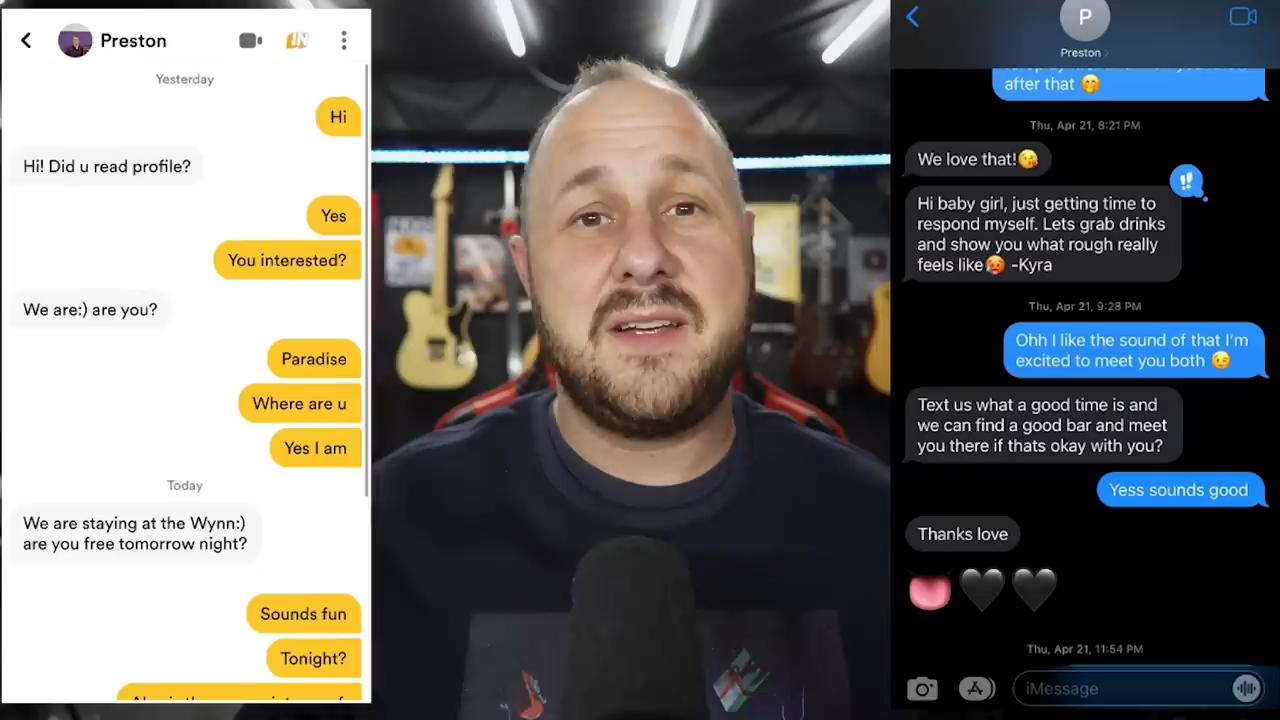 Preston
IN
Yesterday
Hi
Hi! Did u read profile?
Yes
You interested?
We are:) are you?
Paradise
Where are u
Yes I am
Today
We are staying at the Wynn:)
are you free tomorrow night?
Sounds fun
Tonight?
P
Preston
after that 🤭
Thu, Apr 21, 8:21 PM
We love that!😘
!!
Hi baby girl, just getting time to
respond myself. Lets grab drinks
and show you what rough really
feels like🥵 -Kyra
Thu, Apr 21, 9:28 PM
Ohh I like the sound of that I'm
excited to meet you both 😉
Text us what a good time is and
we can find a good bar and meet
you there if thats okay with you?
Yess sounds good
Thanks love
👅🖤🖤
Thu, Apr 21, 11:54 PM
iMessage